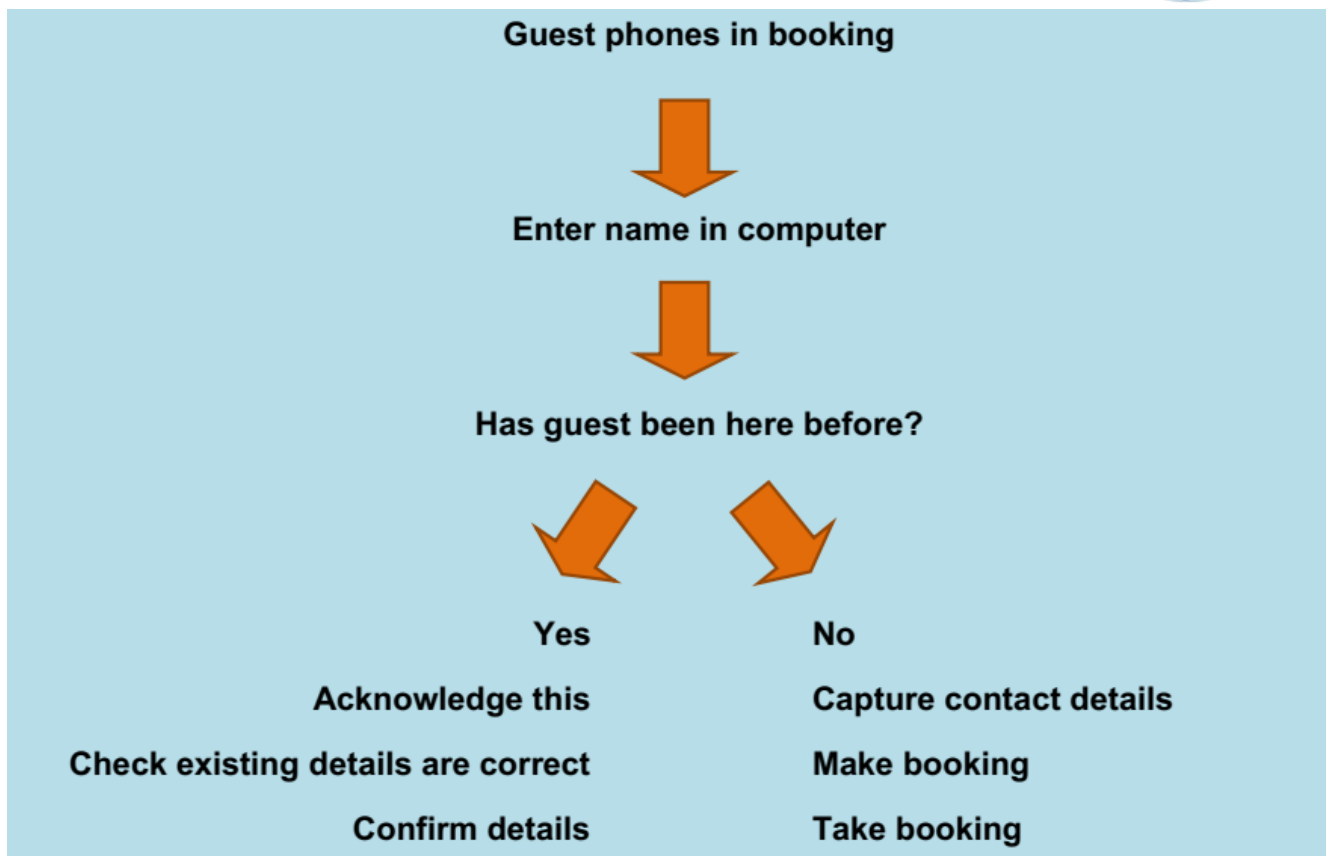 Guest phones in booking
Enter name in computer
Has guest been here before?
Yes
Acknowledge this
Check existing details are correct
Confirm details
No
Capture contact details
Make booking
Take booking